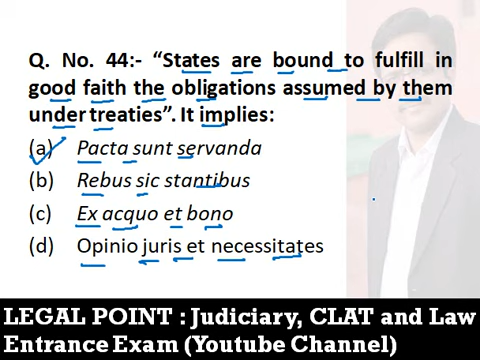 Q. No. 44:- “States are bound to fulfill in
good faith the obligations assumed by them
under treaties”. It implies:
(a) Pacta sunt servanda
(b) Rebus sic stantibus
(c) Ex acquo et bono
(d) Opinio juris et necessitates
LEGAL POINT : Judiciary, CLAT and Law
Entrance Exam (Youtube Channel)